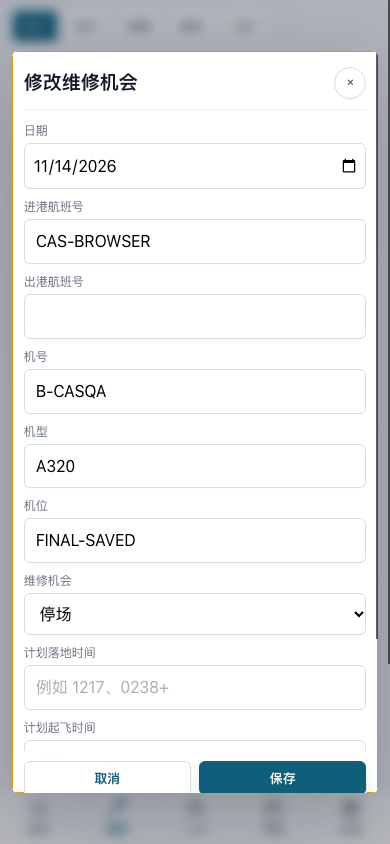 修改维修机会
×
日期
11/14/2026
进港航班号
CAS-BROWSER
出港航班号
机号
B-CASQA
机型
A320
机位
FINAL-SAVED
维修机会
停场
计划落地时间
例如 1217、0238+
计划起飞时间
取消
保存